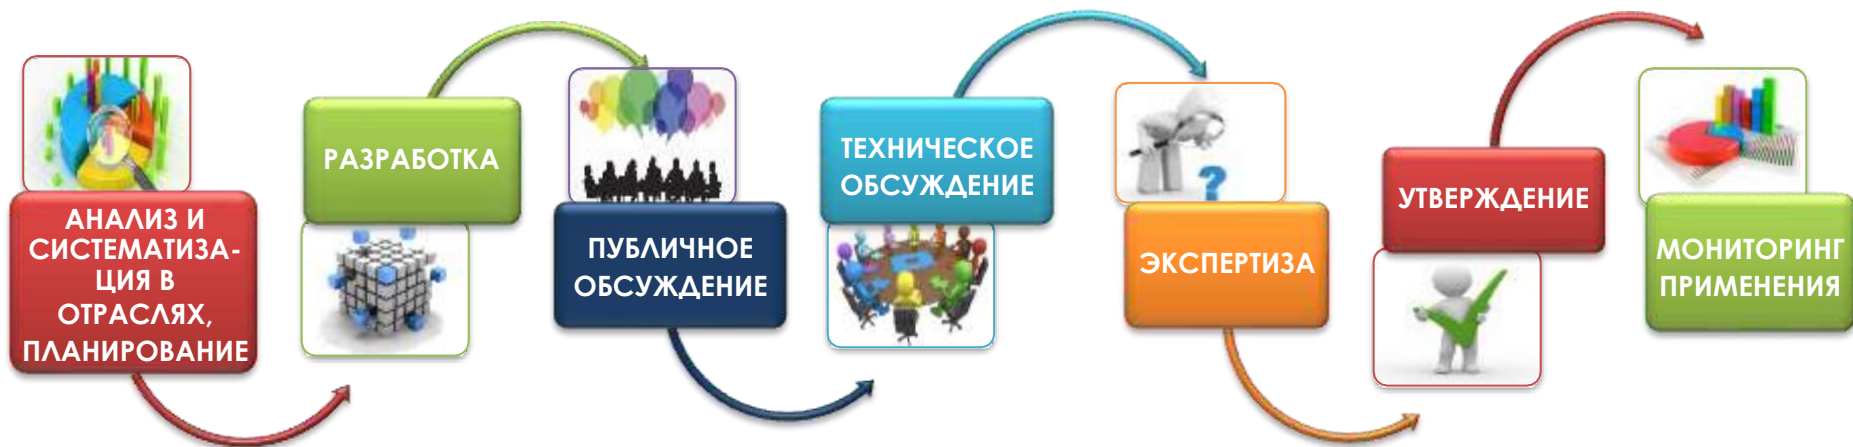 АНАЛИЗ И
СИСТЕМАТИЗА-
ЦИЯ В
ОТРАСЛЯХ,
ПЛАНИРОВАНИЕ
РАЗРАБОТКА
ПУБЛИЧНОЕ
ОБСУЖДЕНИЕ
ТЕХНИЧЕСКОЕ
ОБСУЖДЕНИЕ
?
ЭКСПЕРТИЗА
УТВЕРЖДЕНИЕ
МОНИТОРИНГ
ПРИМЕНЕНИЯ